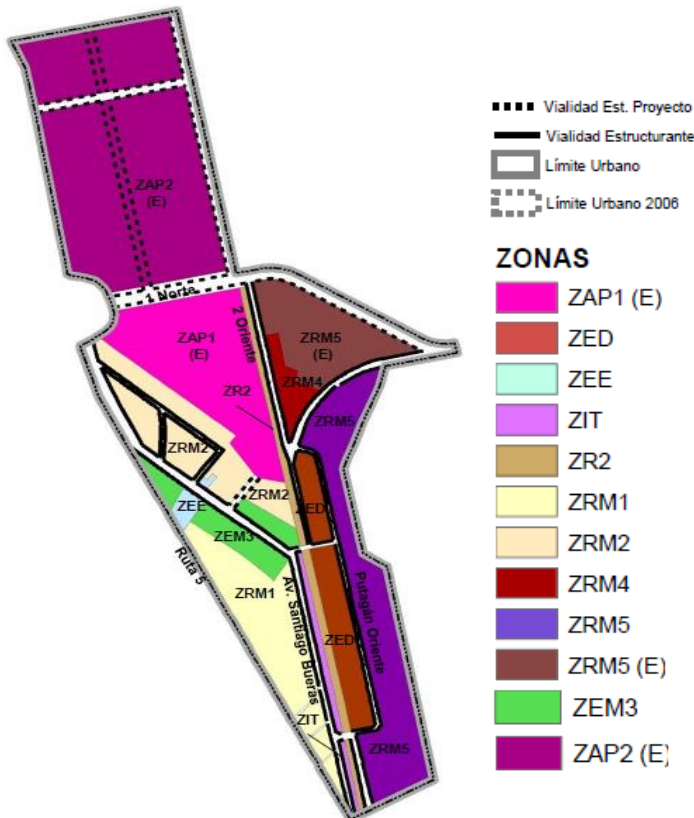 Vialidad Est. Proyecto
Vialidad Estructurante
Límite Urbano
Límite Urbano 2006
ZONAS
ZAP1 (E)
ZED
ZEE
ZIT
ZR2
ZRM1
ZRM2
ZRM4
ZRM5
ZRM5 (E)
ZEM3
ZAP2 (E)
ZAP2
(E)
1 Norte
2 Oriente
ZAP1
(E)
ZRM5
(E)
ZRM4
ZR2
ZRM5
ZRM2
ZRM2
ZEE
ZED
ZEM3
Ruta 5
ZRM1
Av. Santiago Bueras
ZED
Putagán Oriente
ZIT
ZRM5